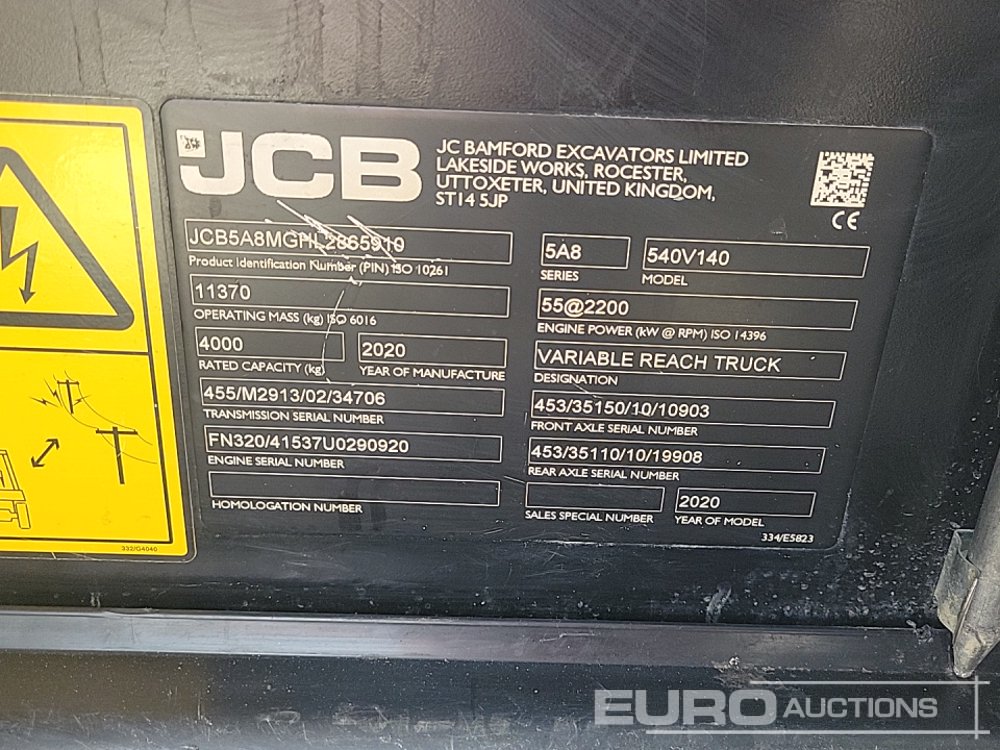 JCB
JC BAMFORD EXCAVATORS LIMITED
LAKESIDE WORKS, ROCESTER,
UTTOXETER, UNITED KINGDOM,
ST14 5JP
CE
JCB5A8MGHL2865910
Product Identification Number (PIN) ISO 10261
11370
OPERATING MASS (kg) ISO 6016
4000
RATED CAPACITY (kg)
2020
YEAR OF MANUFACTURE
455/M2913/02/34706
TRANSMISSION SERIAL NUMBER
FN320/41537U0290920
ENGINE SERIAL NUMBER
HOMOLOGATION NUMBER
5A8
SERIES
540V140
MODEL
55@2200
ENGINE POWER (kW @ RPM) ISO 14396
VARIABLE REACH TRUCK
DESIGNATION
453/35150/10/10903
FRONT AXLE SERIAL NUMBER
453/35110/10/19908
REAR AXLE SERIAL NUMBER
SALES SPECIAL NUMBER
2020
YEAR OF MODEL
334/E5823
332/G4040
EURO AUCTIONS